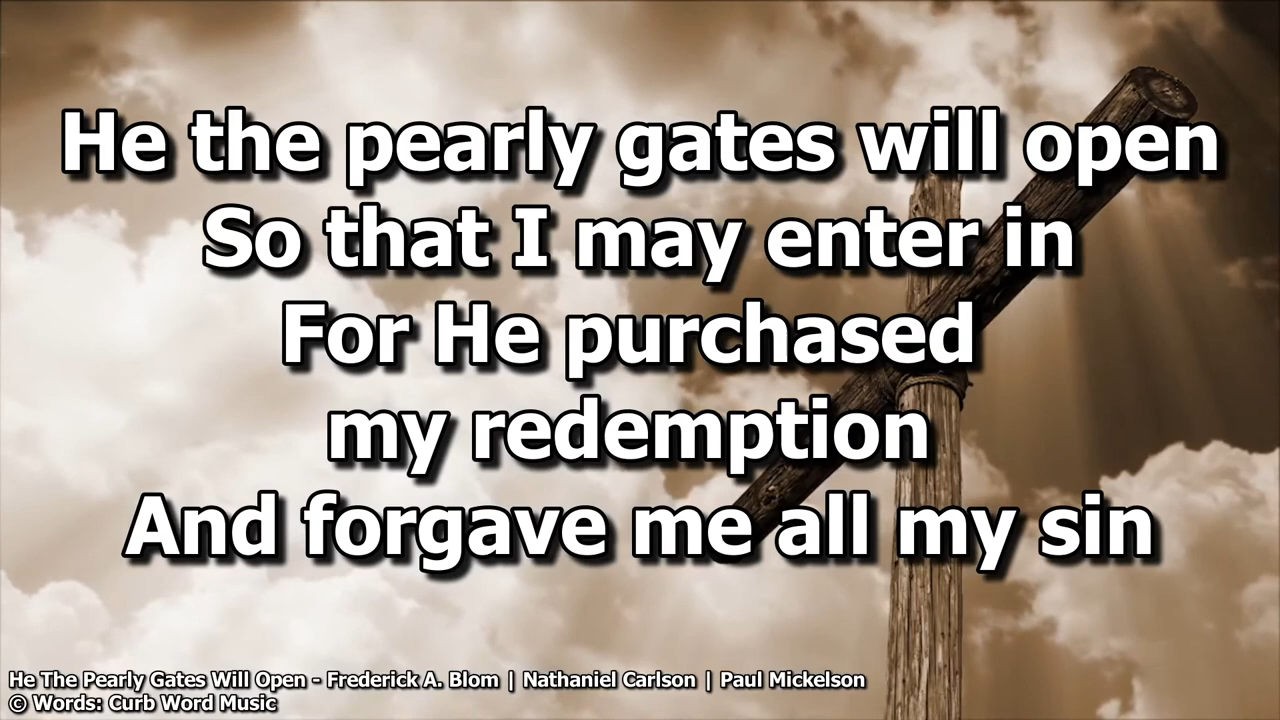 He the pearly gates will open
So that I may enter in
For He purchased
my redemption
And forgave me all my sin
He The Pearly Gates Will Open - Frederick A. Blom | Nathaniel Carlson | Paul Mickelson
© Words: Curb Word Music